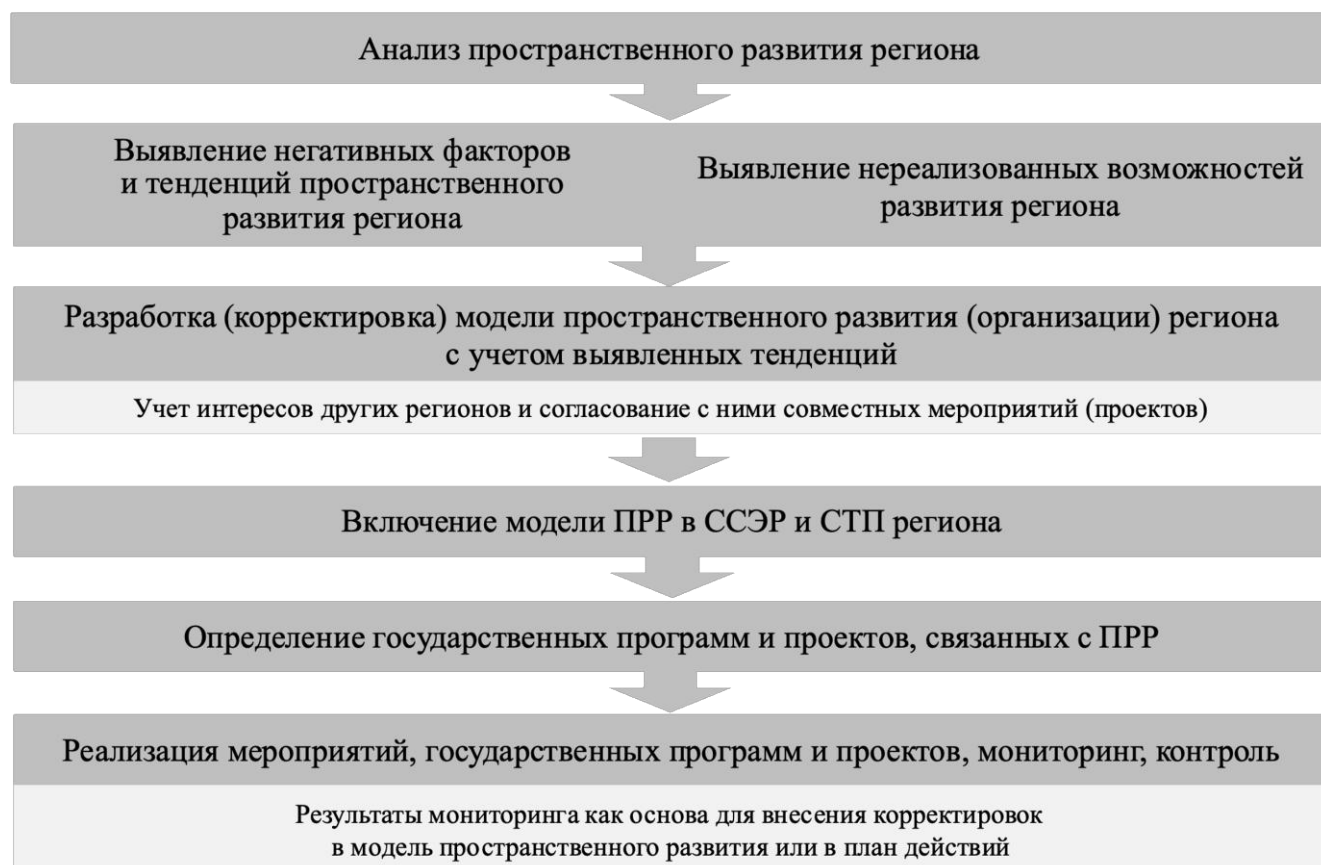 Анализ пространственного развития региона
Выявление негативных факторов
и тенденций пространственного
развития региона
Выявление нереализованных возможностей
развития региона
Разработка (корректировка) модели пространственного развития (организации) региона
с учетом выявленных тенденций
Учет интересов других регионов и согласование с ними совместных мероприятий (проектов)
Включение модели ПРР в ССЭР и СТП региона
Определение государственных программ и проектов, связанных с ПРР
Реализация мероприятий, государственных программ и проектов, мониторинг, контроль
Результаты мониторинга как основа для внесения корректировок
в модель пространственного развития или в план действий